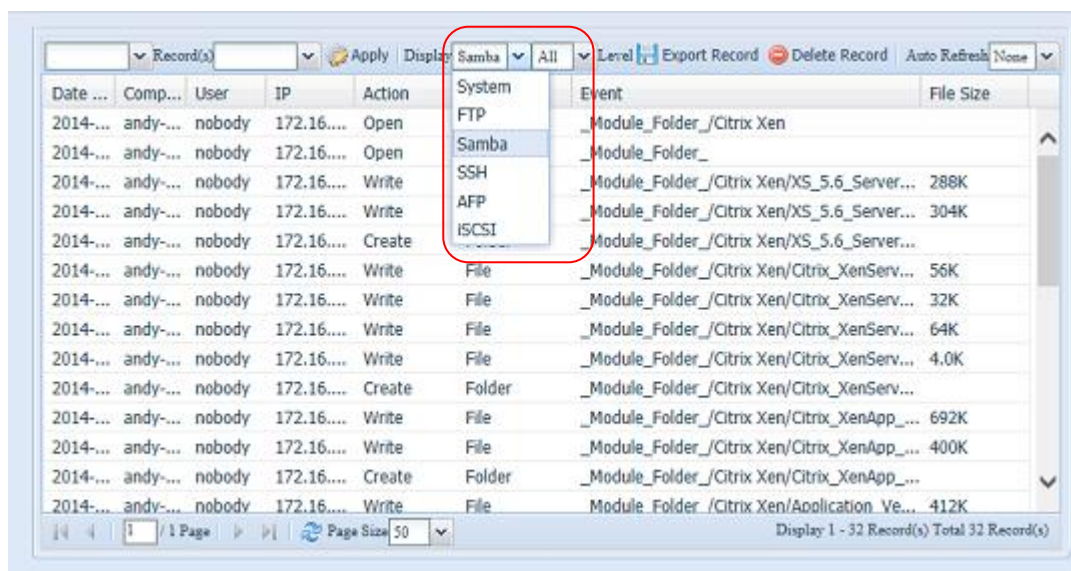 Record(s) Apply Display Samba All Level Export Record Delete Record Auto Refresh None
Date ... Comp... User IP Action Event File Size
System
FTP
Samba
SSH
AFP
iSCSI
2014-... andy-... nobody 172.16.... Open _Module_Folder_/Citrix Xen
2014-... andy-... nobody 172.16.... Open _Module_Folder_
2014-... andy-... nobody 172.16.... Write _Module_Folder_/Citrix Xen/XS_5.6_Server... 288K
2014-... andy-... nobody 172.16.... Write _Module_Folder_/Citrix Xen/XS_5.6_Server... 304K
2014-... andy-... nobody 172.16.... Create _Module_Folder_/Citrix Xen/XS_5.6_Server...
2014-... andy-... nobody 172.16.... Write File _Module_Folder_/Citrix Xen/Citrix_XenServ... 56K
2014-... andy-... nobody 172.16.... Write File _Module_Folder_/Citrix Xen/Citrix_XenServ... 32K
2014-... andy-... nobody 172.16.... Write File _Module_Folder_/Citrix Xen/Citrix_XenServ... 64K
2014-... andy-... nobody 172.16.... Write File _Module_Folder_/Citrix Xen/Citrix_XenServ... 4.0K
2014-... andy-... nobody 172.16.... Create Folder _Module_Folder_/Citrix Xen/Citrix_XenServ...
2014-... andy-... nobody 172.16.... Write File _Module_Folder_/Citrix Xen/Citrix_XenApp_... 692K
2014-... andy-... nobody 172.16.... Write File _Module_Folder_/Citrix Xen/Citrix_XenApp_... 400K
2014-... andy-... nobody 172.16.... Create Folder _Module_Folder_/Citrix Xen/Citrix_XenApp_...
2014-... andy-... nobody 172.16.... Write File _Module_Folder_/Citrix Xen/Application_Ve... 412K
1 / 1 Page Page Size 50 Display 1 - 32 Record(s) Total 32 Record(s)